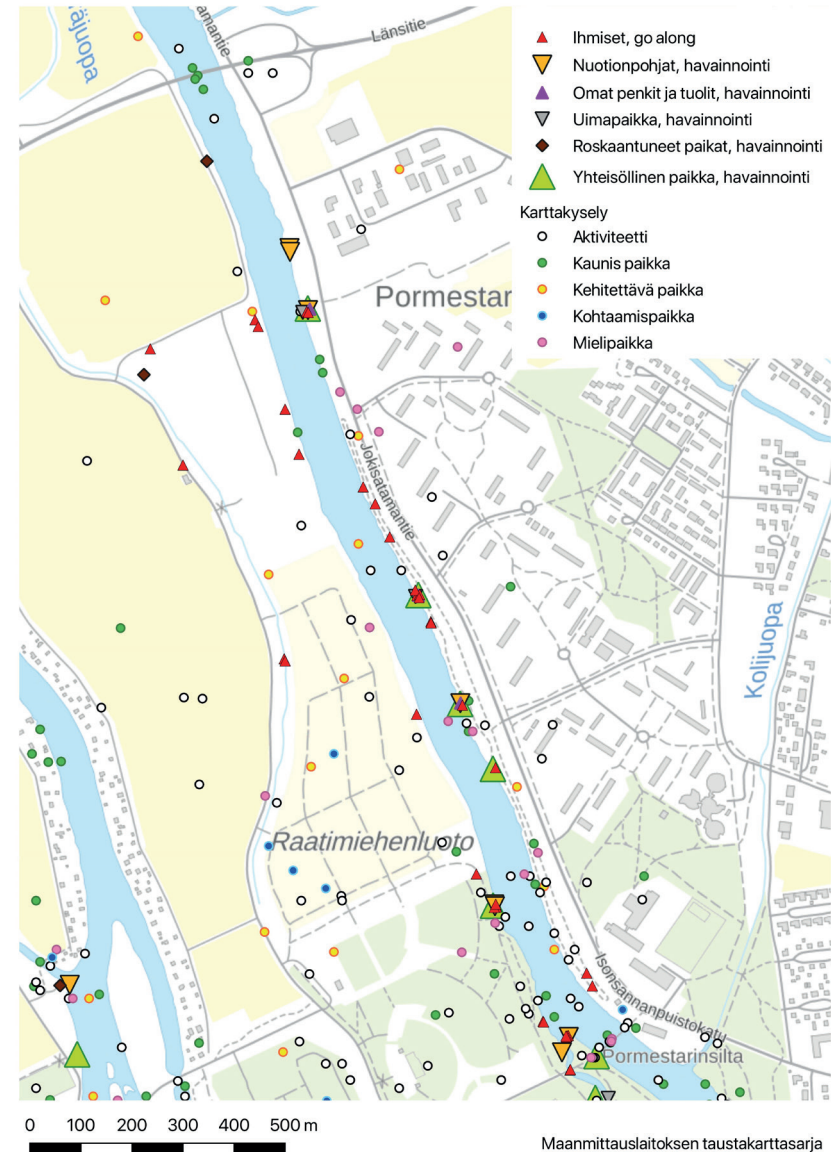 äjuopa
tamantie
Länsitie
Ihmiset, go along
Nuotionpohjat, havainnointi
Omat penkit ja tuolit, havainnointi
Uimapaikka, havainnointi
Roskaantuneet paikat, havainnointi
Yhteisöllinen paikka, havainnointi
Karttakysely
Aktiviteetti
Kaunis paikka
Kehitettävä paikka
Kohtaamispaikka
Mielipaikka
Pormestar
Jokisatamantie
Kolijuopa
Raatimiehenluoto
Isonsannanpuistokatu
Pormestarinsilta
0 100 200 300 400 500 m
Maanmittauslaitoksen taustakarttasarja